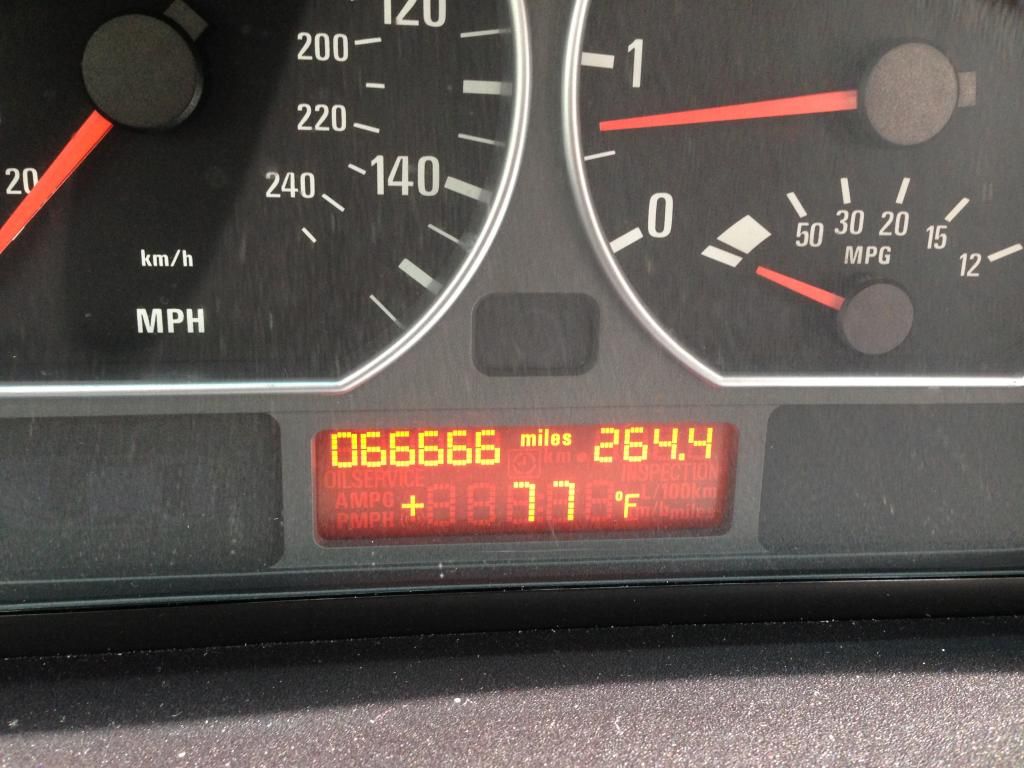 120
200
220
20
240
140
km/h
MPH
1
0
50 30 20 15 12
MPG
066666 miles 264.4
km
OILSERVICE INSPECTION
AMPG + 77 °F L/100km
PMPH